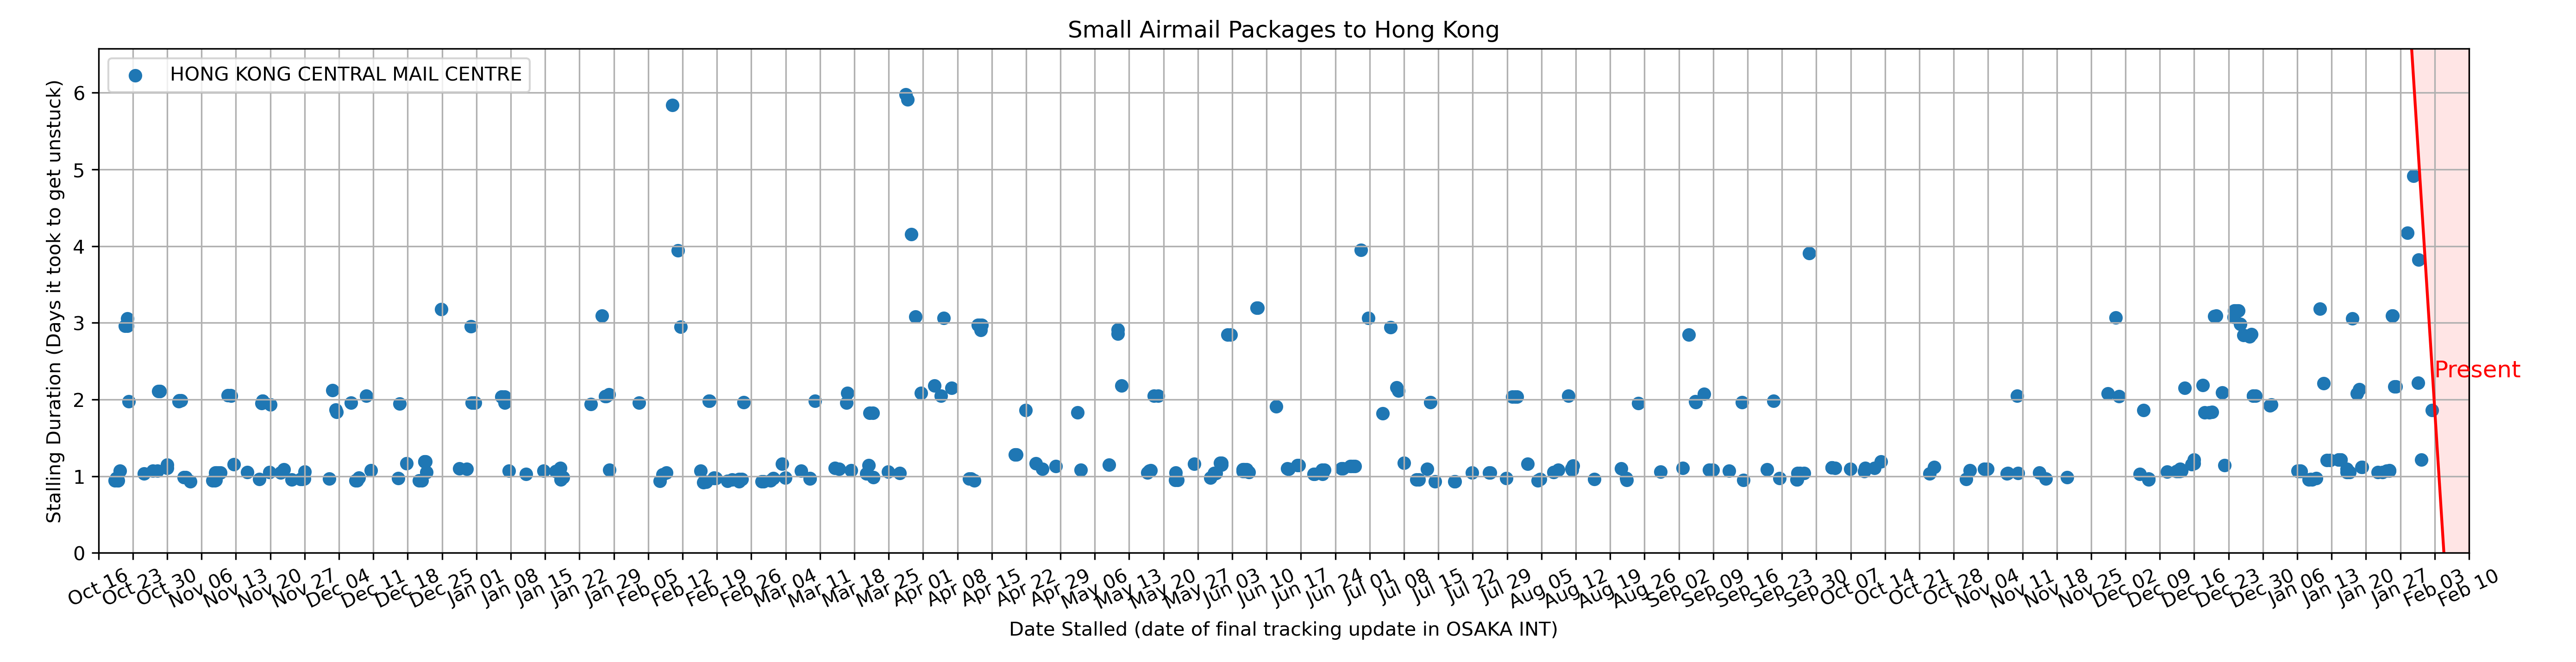 Small Airmail Packages to Hong Kong
HONG KONG CENTRAL MAIL CENTRE
Stalling Duration (Days it took to get unstuck)
6
5
4
3
2
1
0
Present
Oct 16 Oct 23 Oct 30 Nov 06 Nov 13 Nov 20 Nov 27 Dec 04 Dec 11 Dec 18 Dec 25 Jan 01 Jan 08 Jan 15 Jan 22 Jan 29 Feb 05 Feb 12 Feb 19 Feb 26 Mar 04 Mar 11 Mar 18 Mar 25 Apr 01 Apr 08 Apr 15 Apr 22 Apr 29 May 06 May 13 May 20 May 27 Jun 03 Jun 10 Jun 17 Jun 24 Jul 01 Jul 08 Jul 15 Jul 22 Jul 29 Aug 05 Aug 12 Aug 19 Aug 26 Sep 02 Sep 09 Sep 16 Sep 23 Sep 30 Oct 07 Oct 14 Oct 21 Oct 28 Nov 04 Nov 11 Nov 18 Nov 25 Dec 02 Dec 09 Dec 16 Dec 23 Dec 30 Jan 06 Jan 13 Jan 20 Jan 27 Feb 03 Feb 10
Date Stalled (date of final tracking update in OSAKA INT)